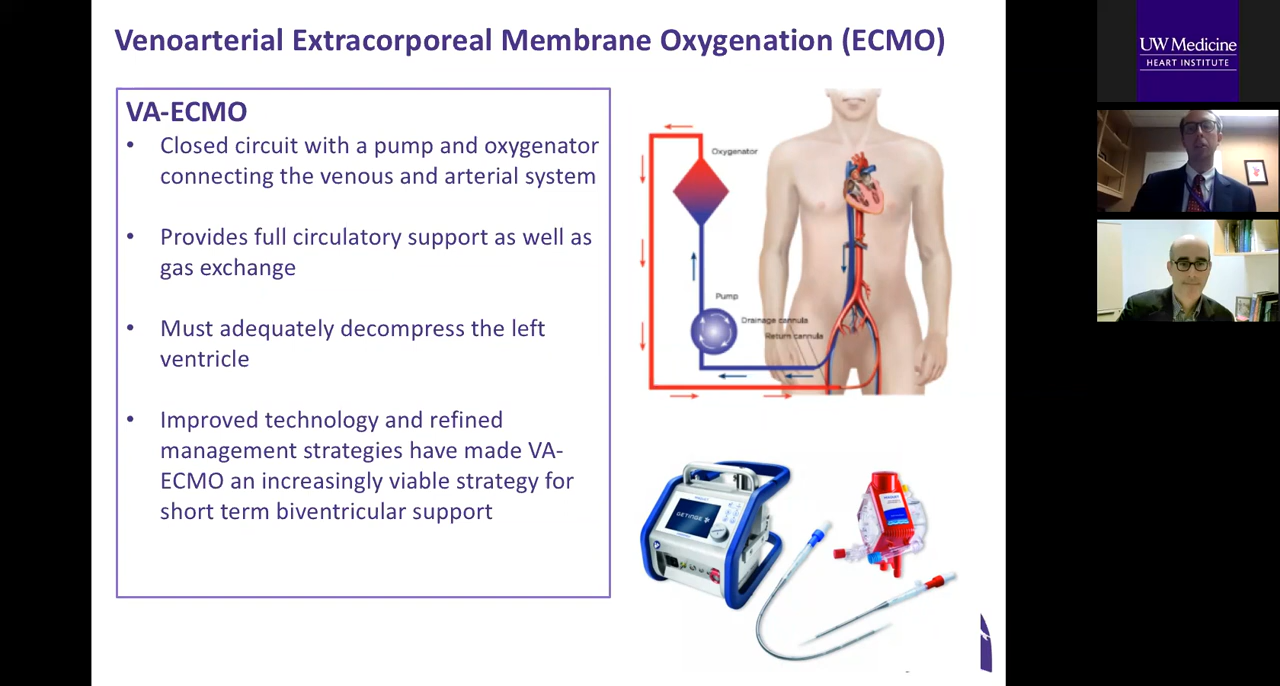 Venoarterial Extracorporeal Membrane Oxygenation (ECMO)
VA-ECMO
• Closed circuit with a pump and oxygenator
connecting the venous and arterial system
• Provides full circulatory support as well as
gas exchange
• Must adequately decompress the left
ventricle
• Improved technology and refined
management strategies have made VA-
ECMO an increasingly viable strategy for
short term biventricular support
Oxygenator
Pump
Drainage cannula
Return cannula
GETINGE
UW Medicine
HEART INSTITUTE